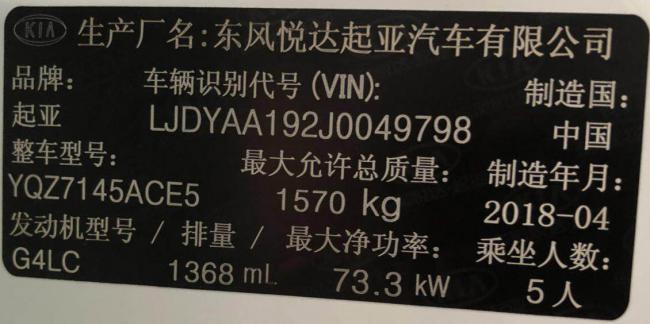 KIA 生产厂名:东风悦达起亚汽车有限公司
品牌: 车辆识别代号(VIN): 制造国:
起亚 LJDYAA192J0049798 中国
整车型号: 最大允许总质量: 制造年月:
YQZ7145ACE5 1570 kg 2018-04
发动机型号 / 排量 / 最大净功率: 乘坐人数:
G4LC 1368 mL 73.3 kW 5人